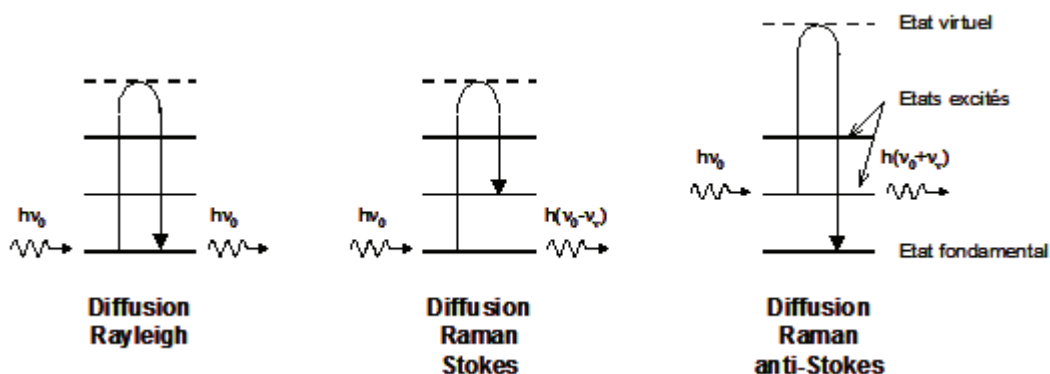 Etat virtuel
Etats excités
hν₀
h(ν₀+νᵥ)
hν₀
hν₀
hν₀
h(ν₀-νᵥ)
Etat fondamental
Diffusion
Rayleigh
Diffusion
Raman
Stokes
Diffusion
Raman
anti-Stokes